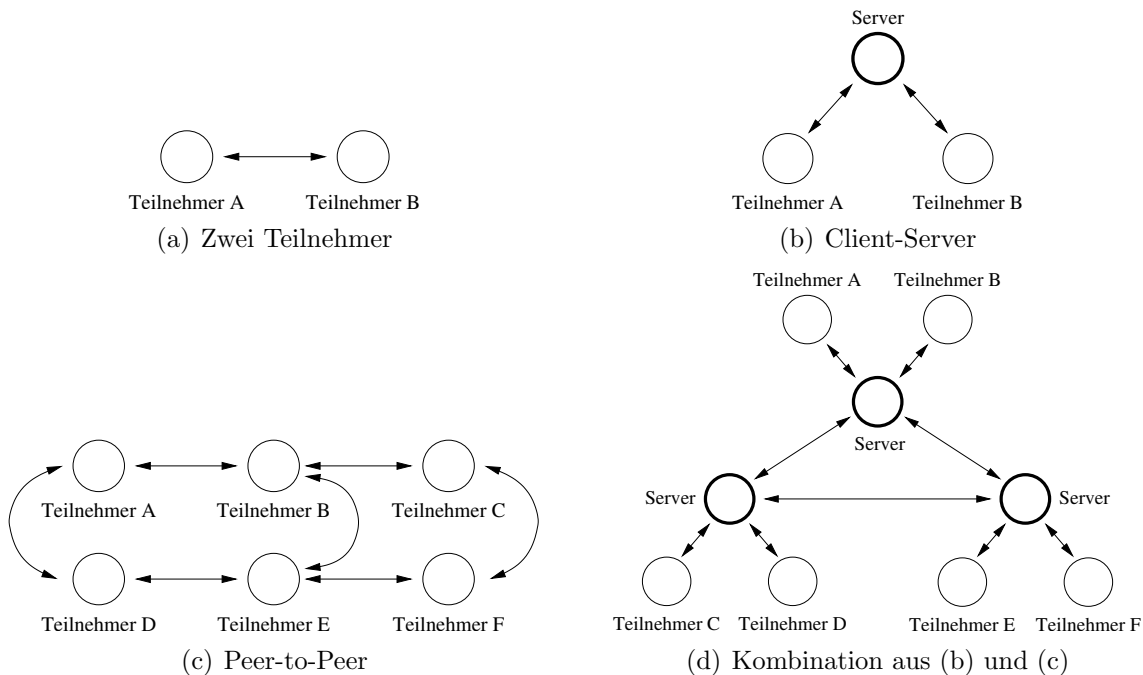 Teilnehmer A
Teilnehmer B
(a) Zwei Teilnehmer
Server
Teilnehmer A
Teilnehmer B
(b) Client-Server
Teilnehmer A
Teilnehmer B
Teilnehmer C
Teilnehmer D
Teilnehmer E
Teilnehmer F
(c) Peer-to-Peer
Teilnehmer A
Teilnehmer B
Server
Server
Server
Teilnehmer C
Teilnehmer D
Teilnehmer E
Teilnehmer F
(d) Kombination aus (b) und (c)